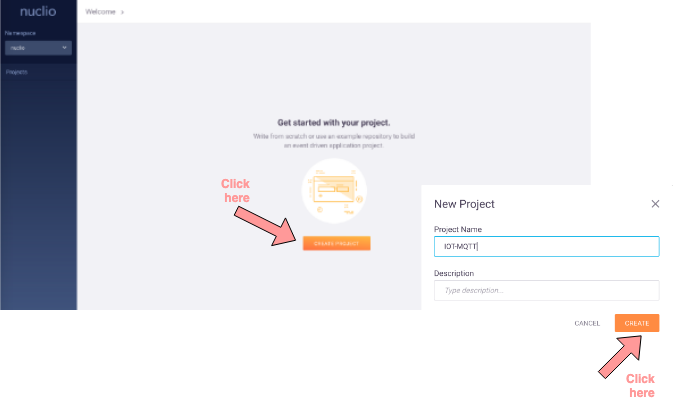 nuclio
Welcome >
Namespace
nuclio
Projects
Get started with your project.
Write from scratch or use an example repository to build
an event driven application project.
Click
here
CREATE PROJECT
New Project
Project Name
IOT-MQTT
Description
Type description...
CANCEL
CREATE
Click
here